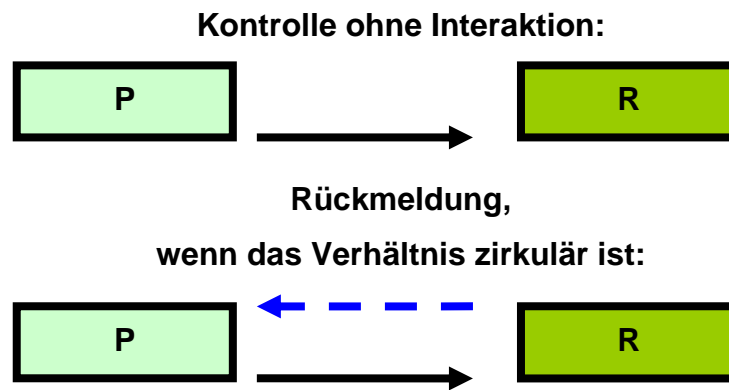 Kontrolle ohne Interaktion:
P R
Rückmeldung,
wenn das Verhältnis zirkulär ist:
P R